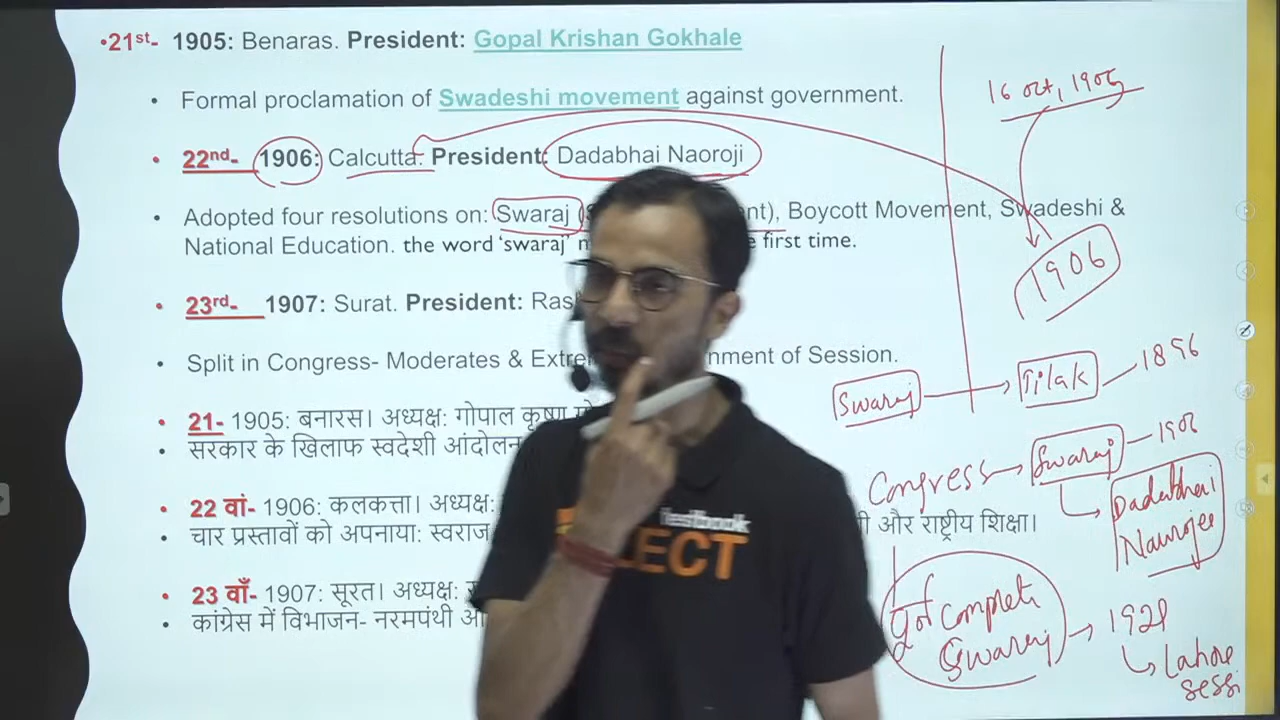 •21st- 1905: Benaras. President: Gopal Krishan Gokhale
• Formal proclamation of Swadeshi movement against government.
• 22nd- 1906: Calcutta. President: Dadabhai Naoroji
• Adopted four resolutions on: Swaraj ( nt), Boycott Movement, Swadeshi &
National Education. the word ‘swaraj’ first time.
• 23rd- 1907: Surat. President:
• Split in Congress- Moderates & nment of Session.
• 21- 1905: बनारस। अध्यक्ष: गोपाल कृष्ण
• सरकार के खिलाफ स्वदेशी आंदोलन
• 22 वां- 1906: कलकत्ता। अध्यक्ष:
• चार प्रस्तावों को अपनाया: स्वराज और राष्ट्रीय शिक्षा।
• 23 वाँ- 1907: सूरत। अध्यक्ष:
• कांग्रेस में विभाजन- नरमपंथी
16 oct, 1905
1906
Swaraj Tilak 1896
Congress Swaraj 1906
Dadabhai
Naurojee
Complete
Swaraj 1929
Lahore
sessi
testbook
LECT